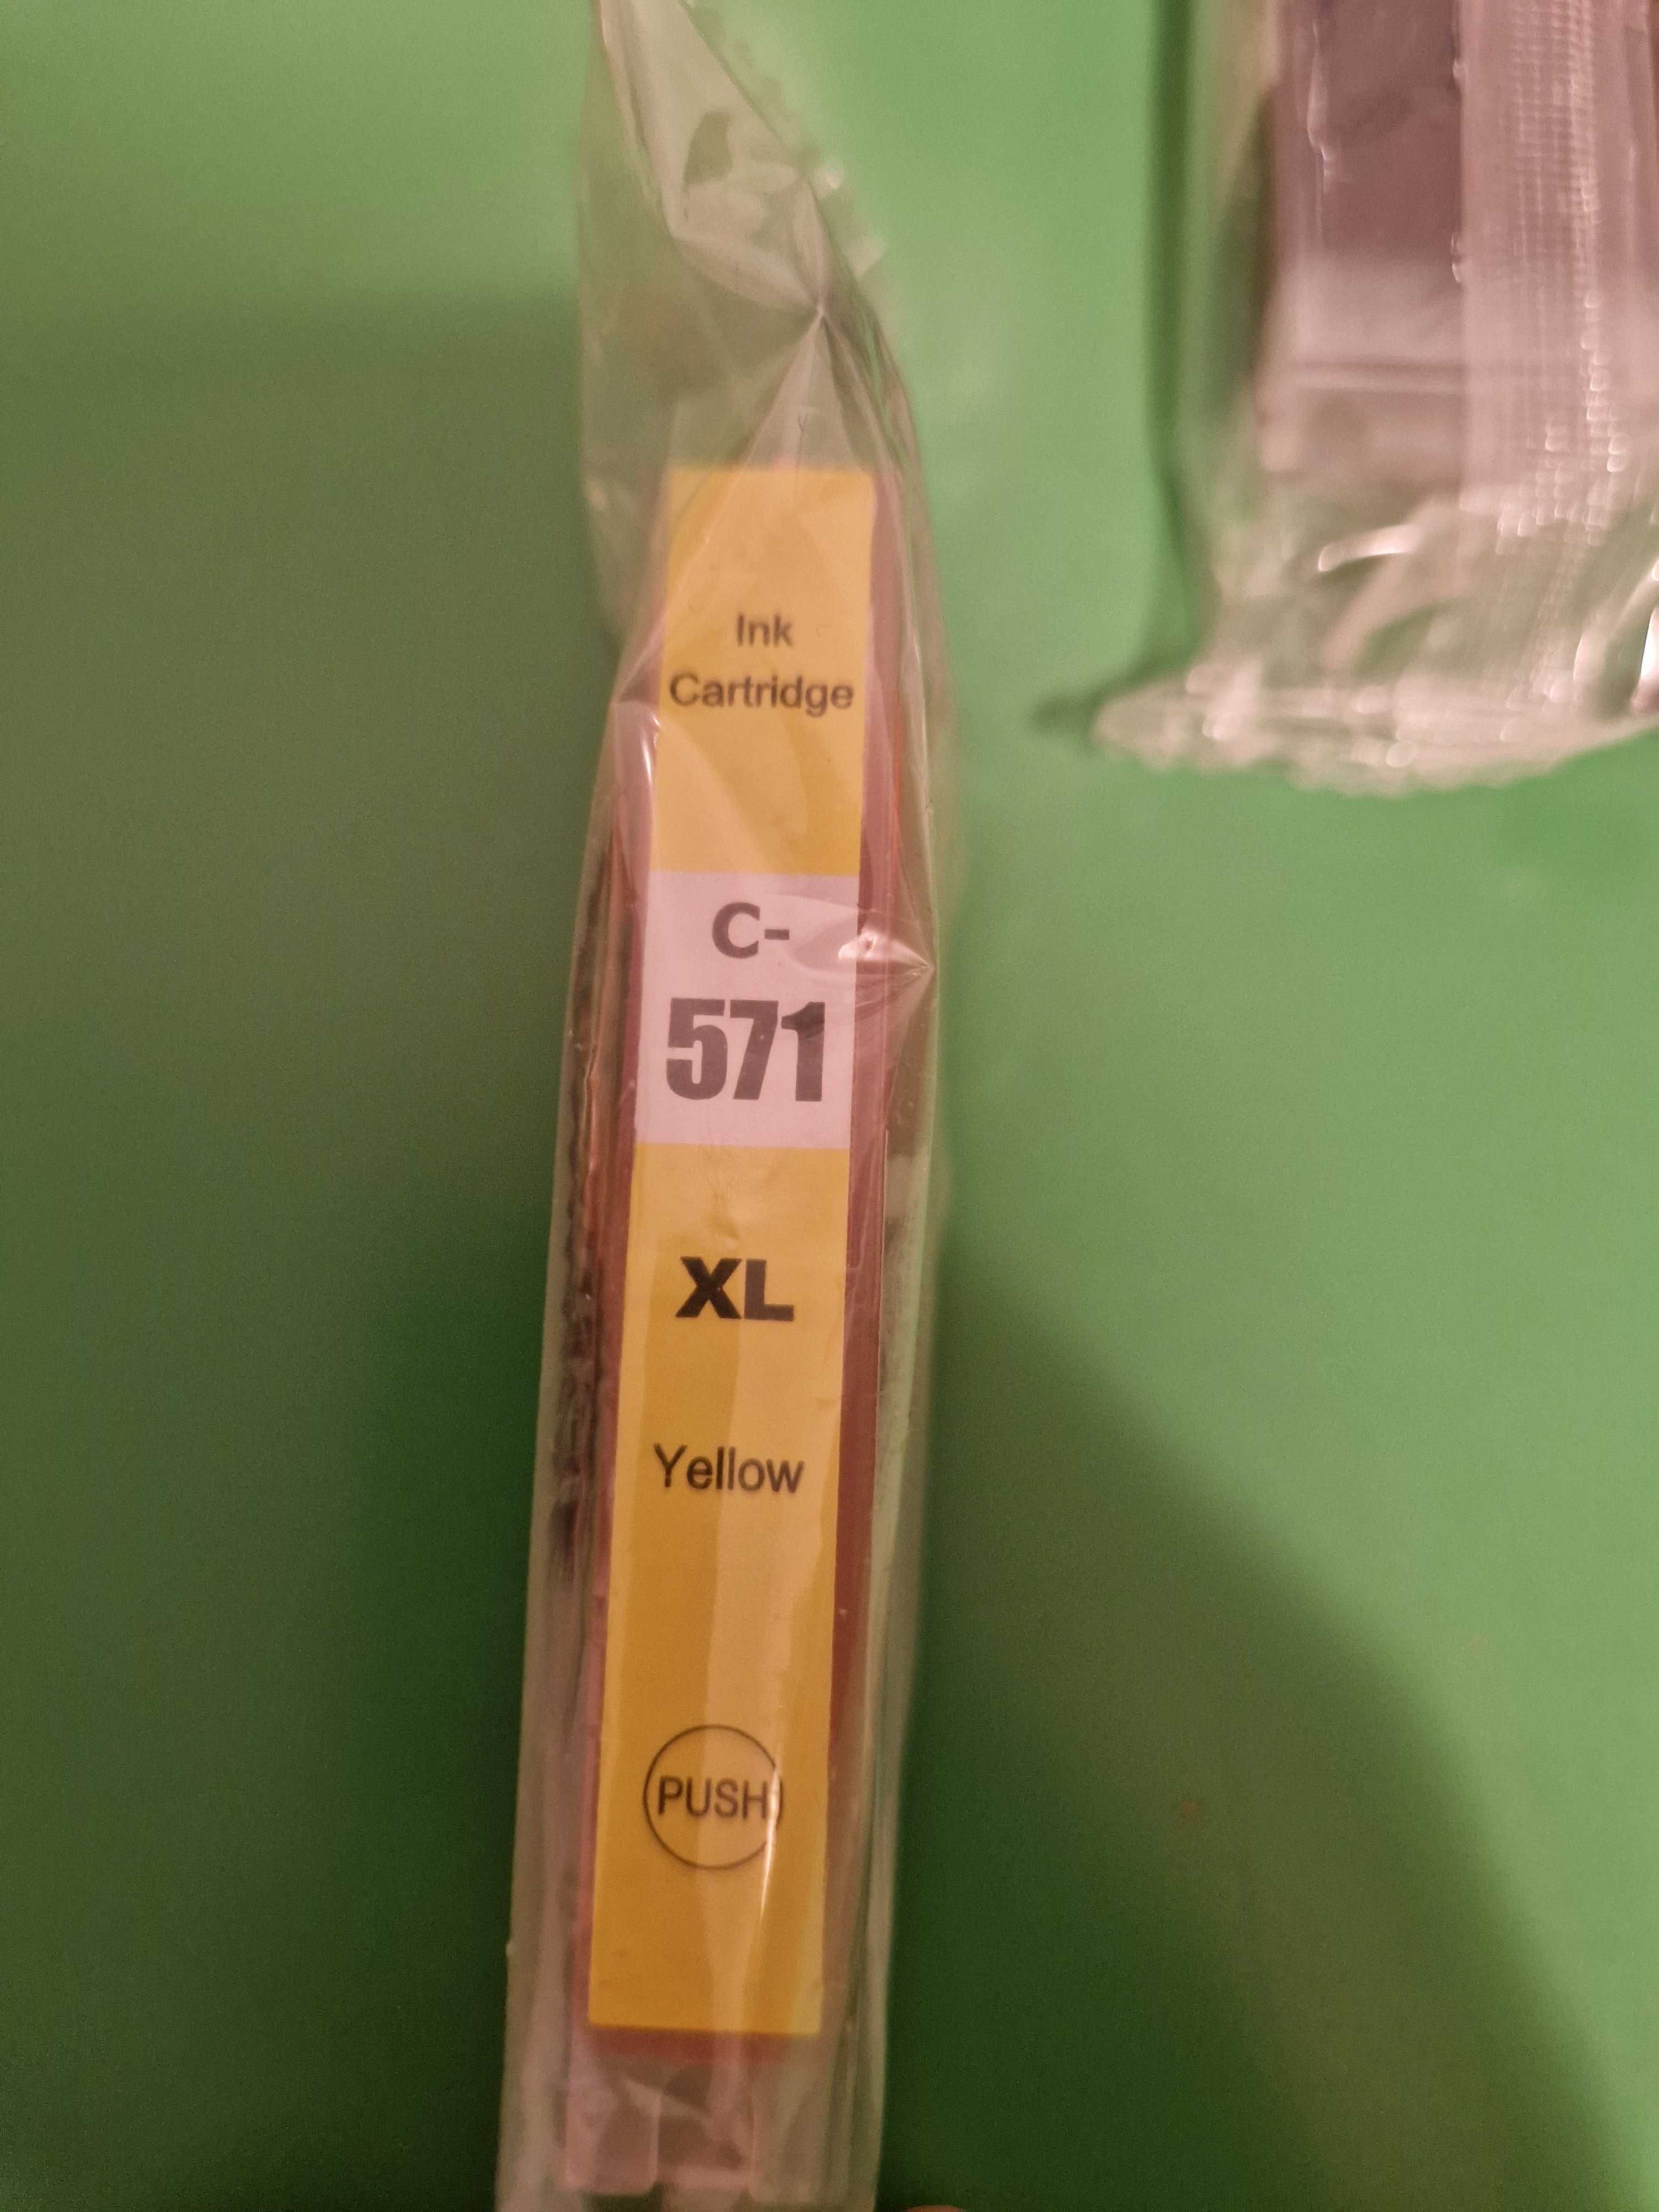 Ink
Cartridge
C-
571
XL
Yellow
PUSH